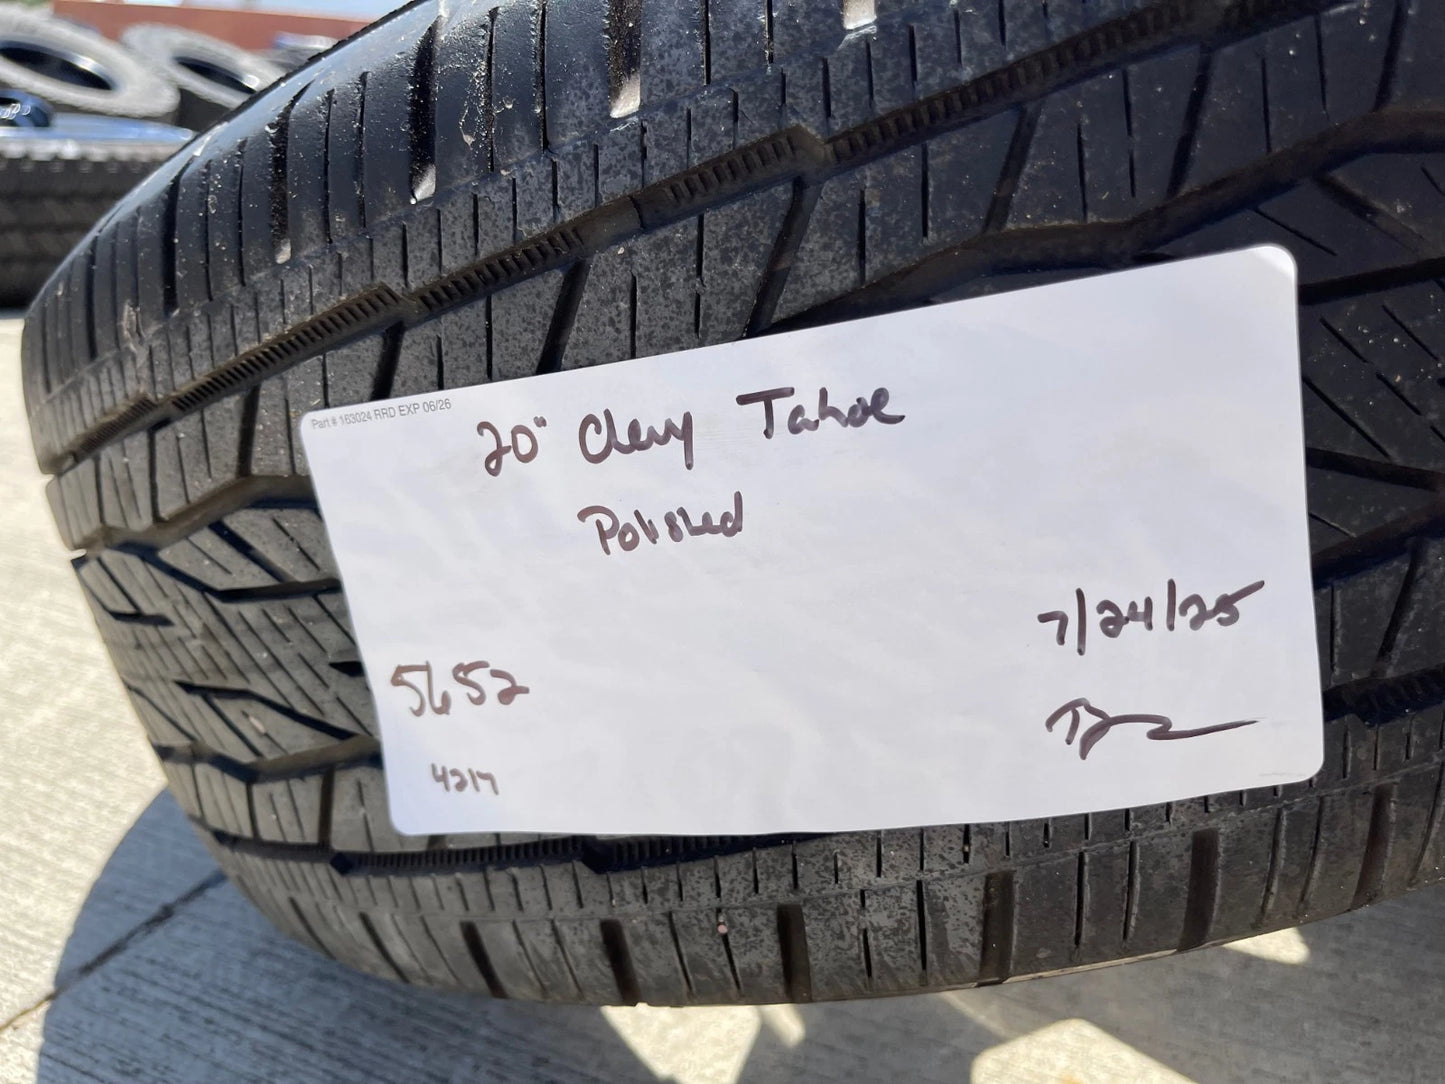 Part # 163024 RRD EXP 06/26
20" Chevy Tahoe
Polished
7/24/25
5652
4217